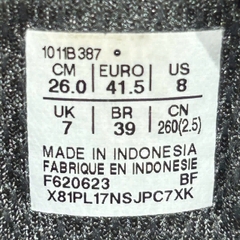 1011B387
CM EURO US
26.0 41.5 8
UK BR CN
7 39 260(2.5)
MADE IN INDONESIA
FABRIQUE EN INDONESIE
F620623 BF
X81PL17NSJPC7XK